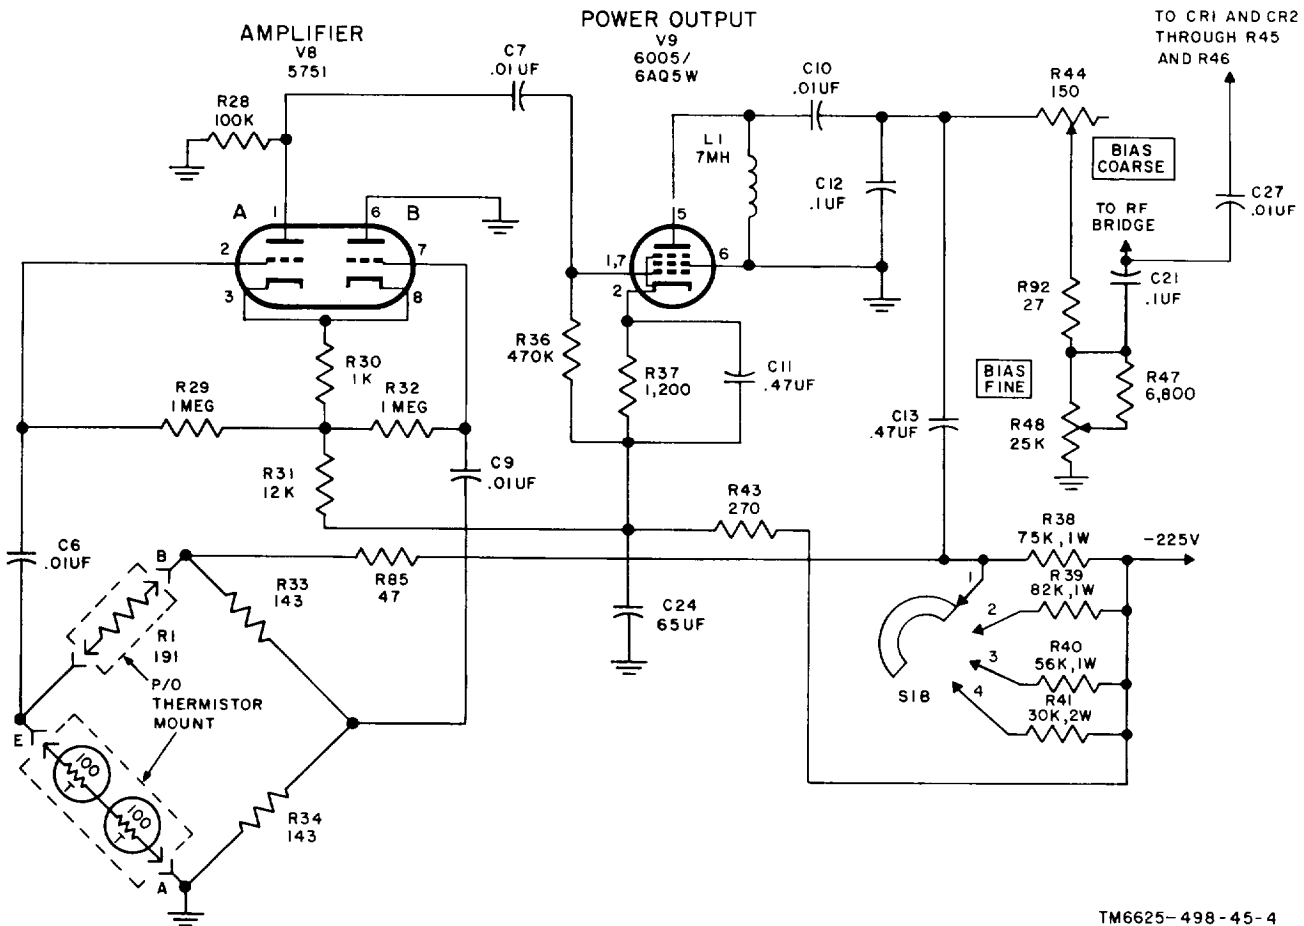 AMPLIFIER
V8
5751
POWER OUTPUT
V9
6005/
6AQ5W
TO CR1 AND CR2
THROUGH R45
AND R46
C7
.01UF
C10
.01UF
R44
150
R28
100K
L1
7MH
BIAS
COARSE
C12
.1UF
C27
.01UF
TO RF
BRIDGE
A
1
6
B
5
2
7
1,7
6
3
8
2
C21
.1UF
R92
27
R36
470K
R30
1K
R37
1,200
C11
.47UF
BIAS
FINE
R47
6,800
R29
1MEG
R32
1MEG
C13
.47UF
R48
25K
R31
12K
C9
.01UF
R43
270
R38
75K,1W
-225V
C6
.01UF
B
R33
143
R85
47
1
R39
82K,1W
2
C24
65UF
R1
191
3
R40
56K,1W
P/O
THERMISTOR
MOUNT
S18
4
R41
30K,2W
E
100
100
R34
143
A
TM6625-498-45-4